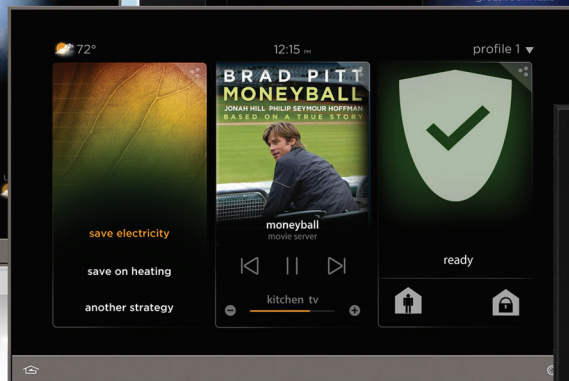 72°
12:15 PM
profile 1
save electricity
save on heating
another strategy
BRAD PITT
MONEYBALL
JONAH HILL PHILIP SEYMOUR HOFFMAN
BASED ON A TRUE STORY
moneyball
movie server
kitchen tv
ready